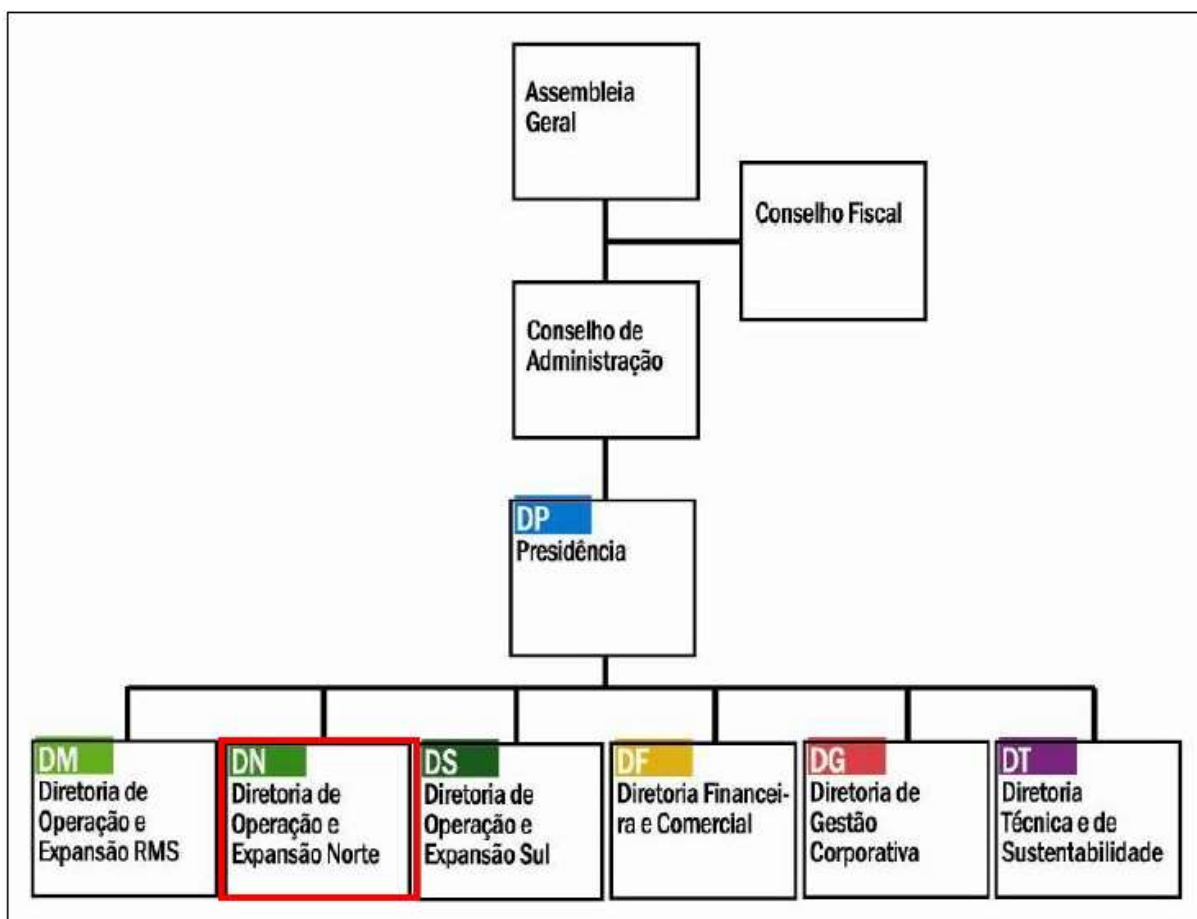 Assembleia
Geral
Conselho Fiscal
Conselho de
Administração
DP
Presidência
DM
Diretoria de
Operação e
Expansão RMS
DN
Diretoria de
Operação e
Expansão Norte
DS
Diretoria de
Operação e
Expansão Sul
DF
Diretoria Financei-
ra e Comercial
DG
Diretoria de
Gestão
Corporativa
DT
Diretoria
Técnica e de
Sustentabilidade